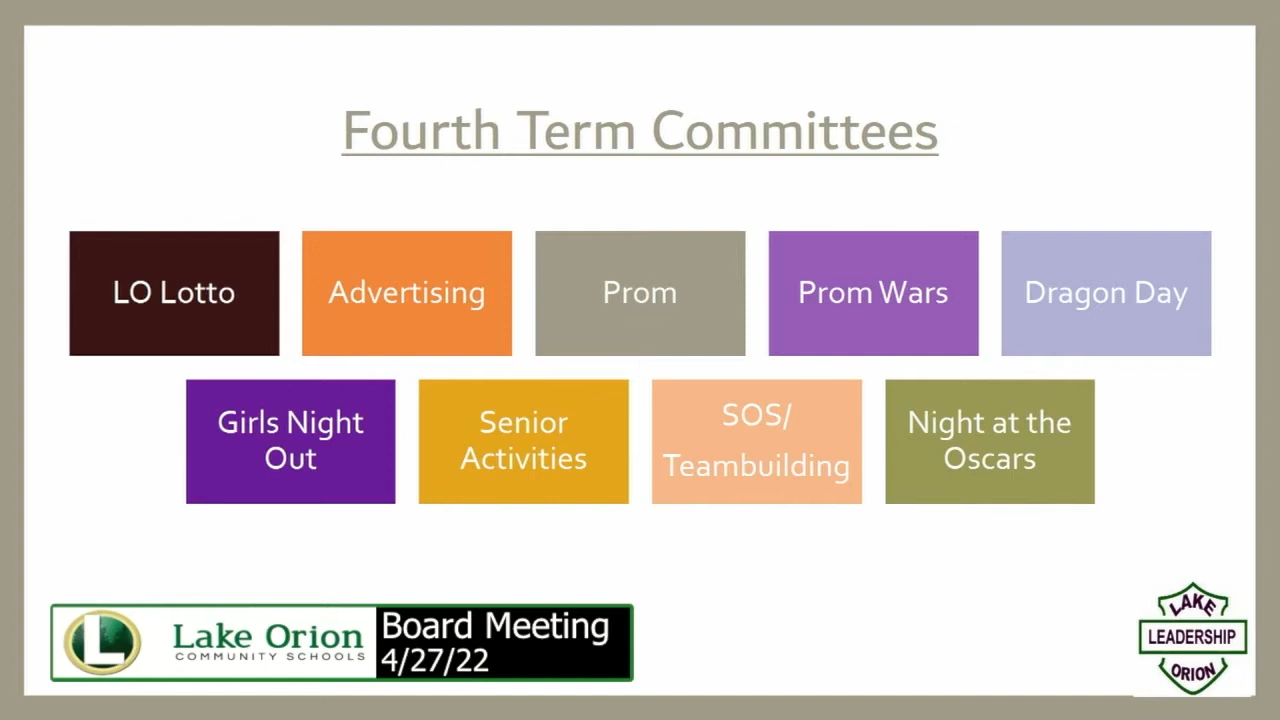 Fourth Term Committees
LO Lotto
Advertising
Prom
Prom Wars
Dragon Day
Girls Night
Out
Senior
Activities
SOS/
Teambuilding
Night at the
Oscars
L
Lake Orion
COMMUNITY SCHOOLS
Board Meeting
4/27/22
LAKE
LEADERSHIP
ORION